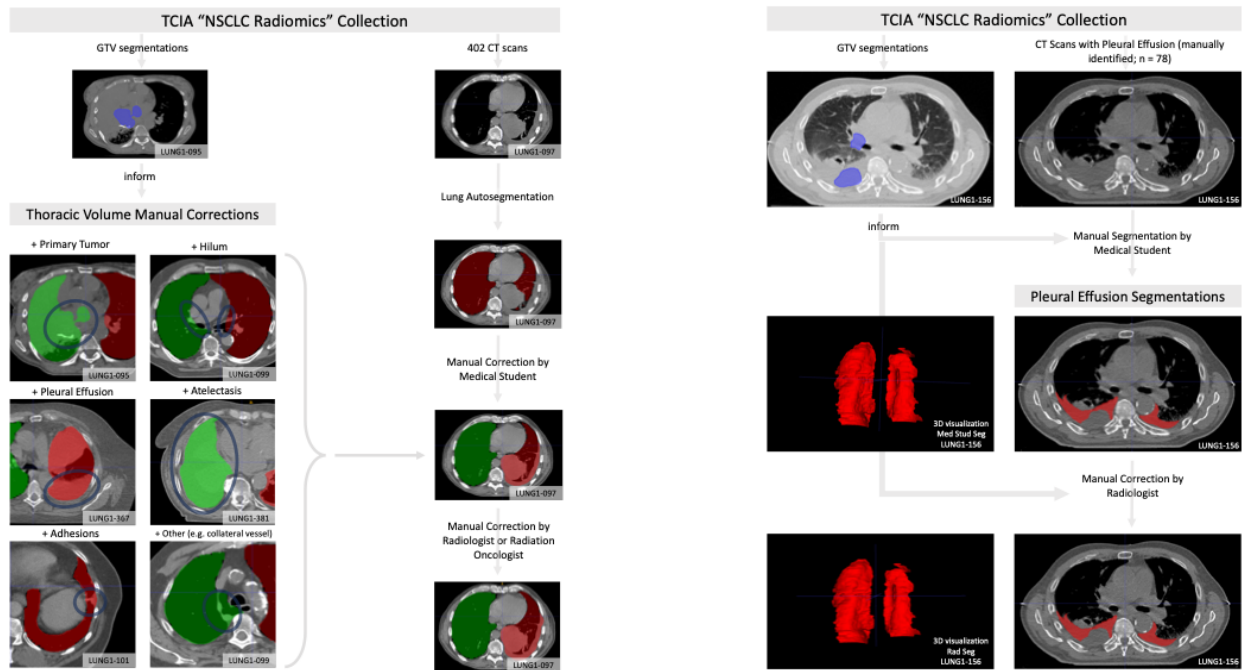 TCIA “NSCLC Radiomics” Collection
GTV segmentations
402 CT scans
LUNG1-095
LUNG1-097
inform
Lung Autosegmentation
Thoracic Volume Manual Corrections
+ Primary Tumor
+ Hilum
LUNG1-095
LUNG1-099
LUNG1-097
+ Pleural Effusion
+ Atelectasis
Manual Correction by
Medical Student
LUNG1-367
LUNG1-381
LUNG1-097
+ Adhesions
+ Other (e.g. collateral vessel)
Manual Correction by
Radiologist or Radiation
Oncologist
LUNG1-101
LUNG1-099
LUNG1-097
TCIA “NSCLC Radiomics” Collection
GTV segmentations
CT Scans with Pleural Effusion (manually
identified; n = 78)
LUNG1-156
LUNG1-156
inform
Manual Segmentation by
Medical Student
Pleural Effusion Segmentations
3D visualization
Med Stud Seg
LUNG1-156
LUNG1-156
Manual Correction by
Radiologist
3D visualization
Rad Seg
LUNG1-156
LUNG1-156